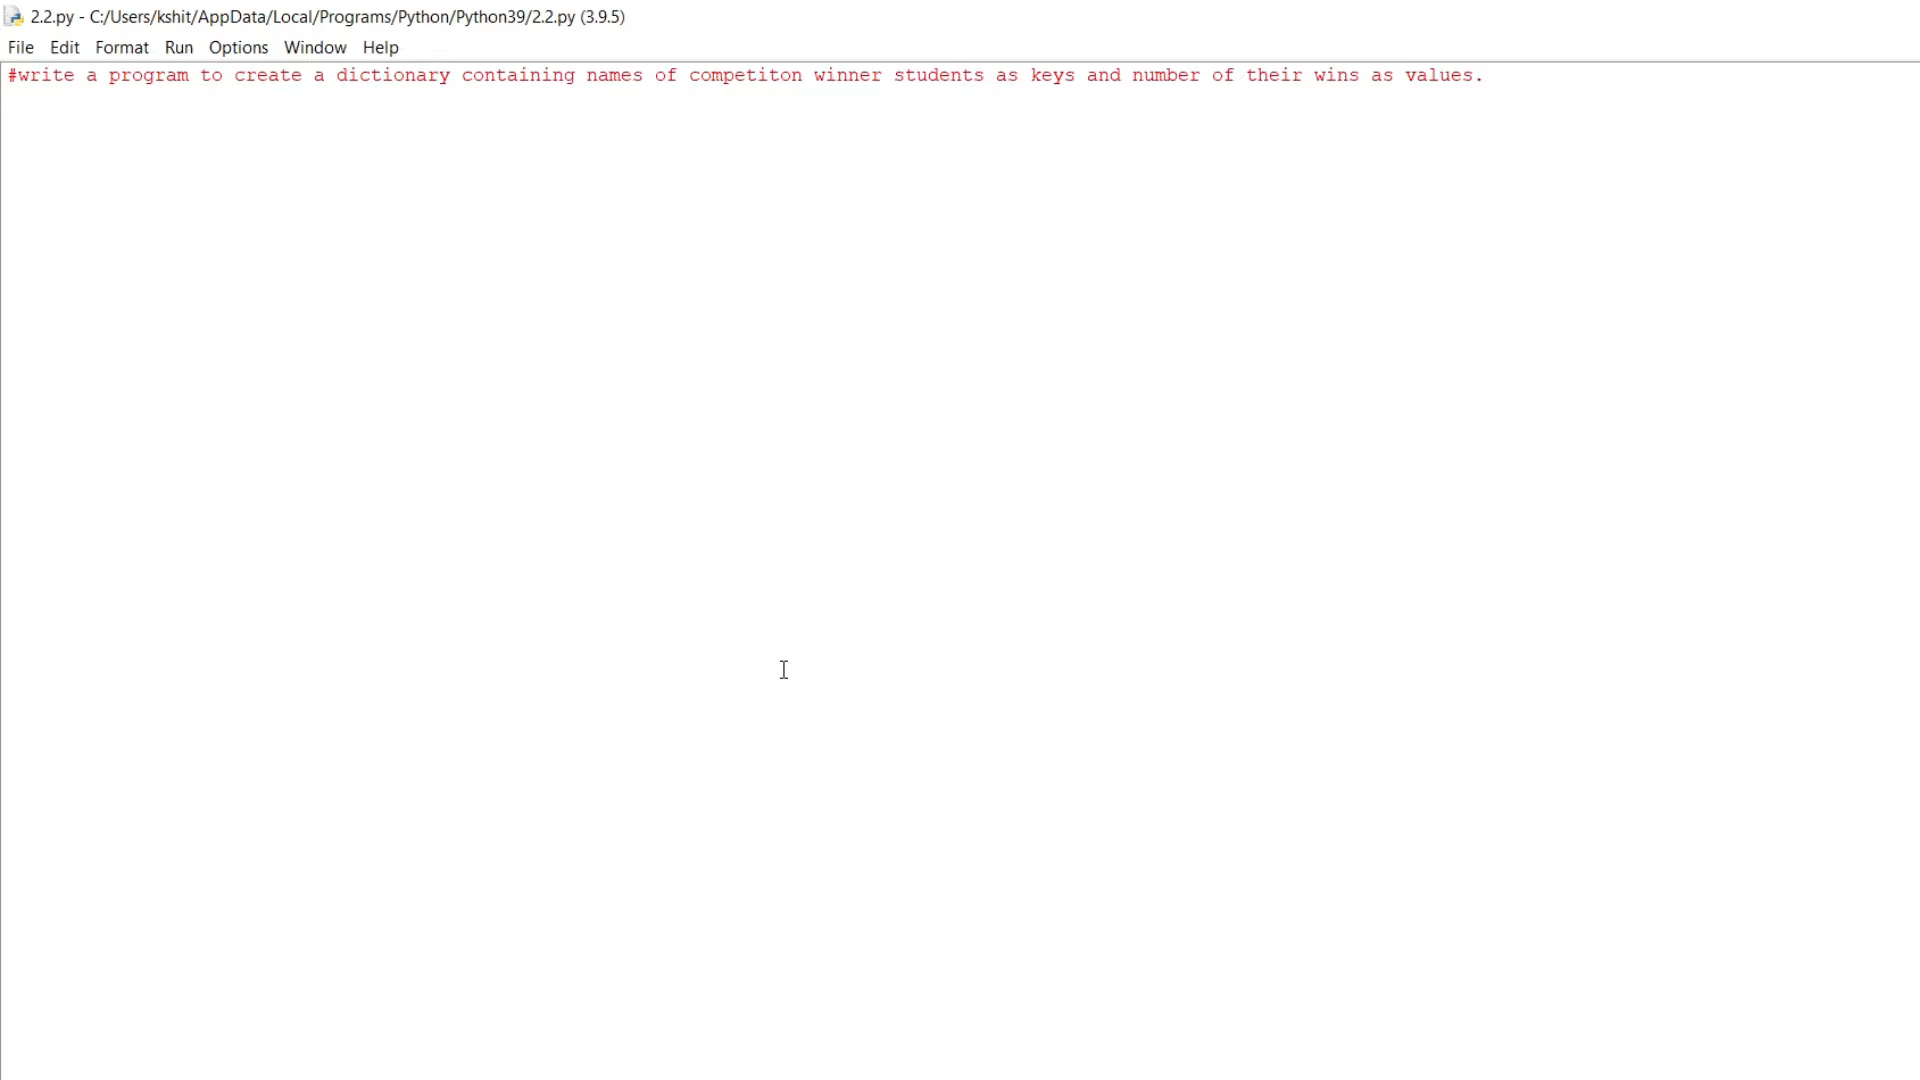 2.2.py - C:/Users/kshit/AppData/Local/Programs/Python/Python39/2.2.py (3.9.5)
File Edit Format Run Options Window Help
#write a program to create a dictionary containing names of competiton winner students as keys and number of their wins as values.